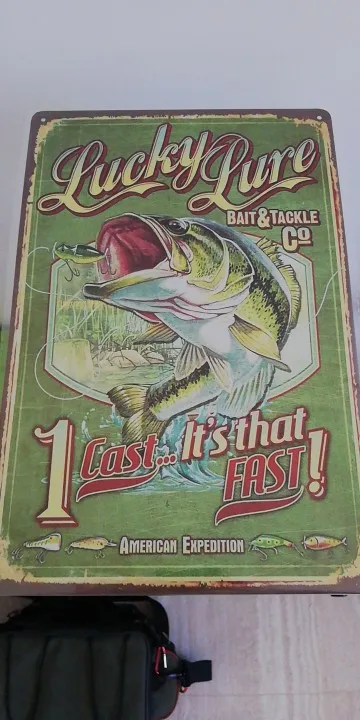 Lucky Lure
BAIT & TACKLE
CO
1 Cast... It's that
FAST!
AMERICAN EXPEDITION